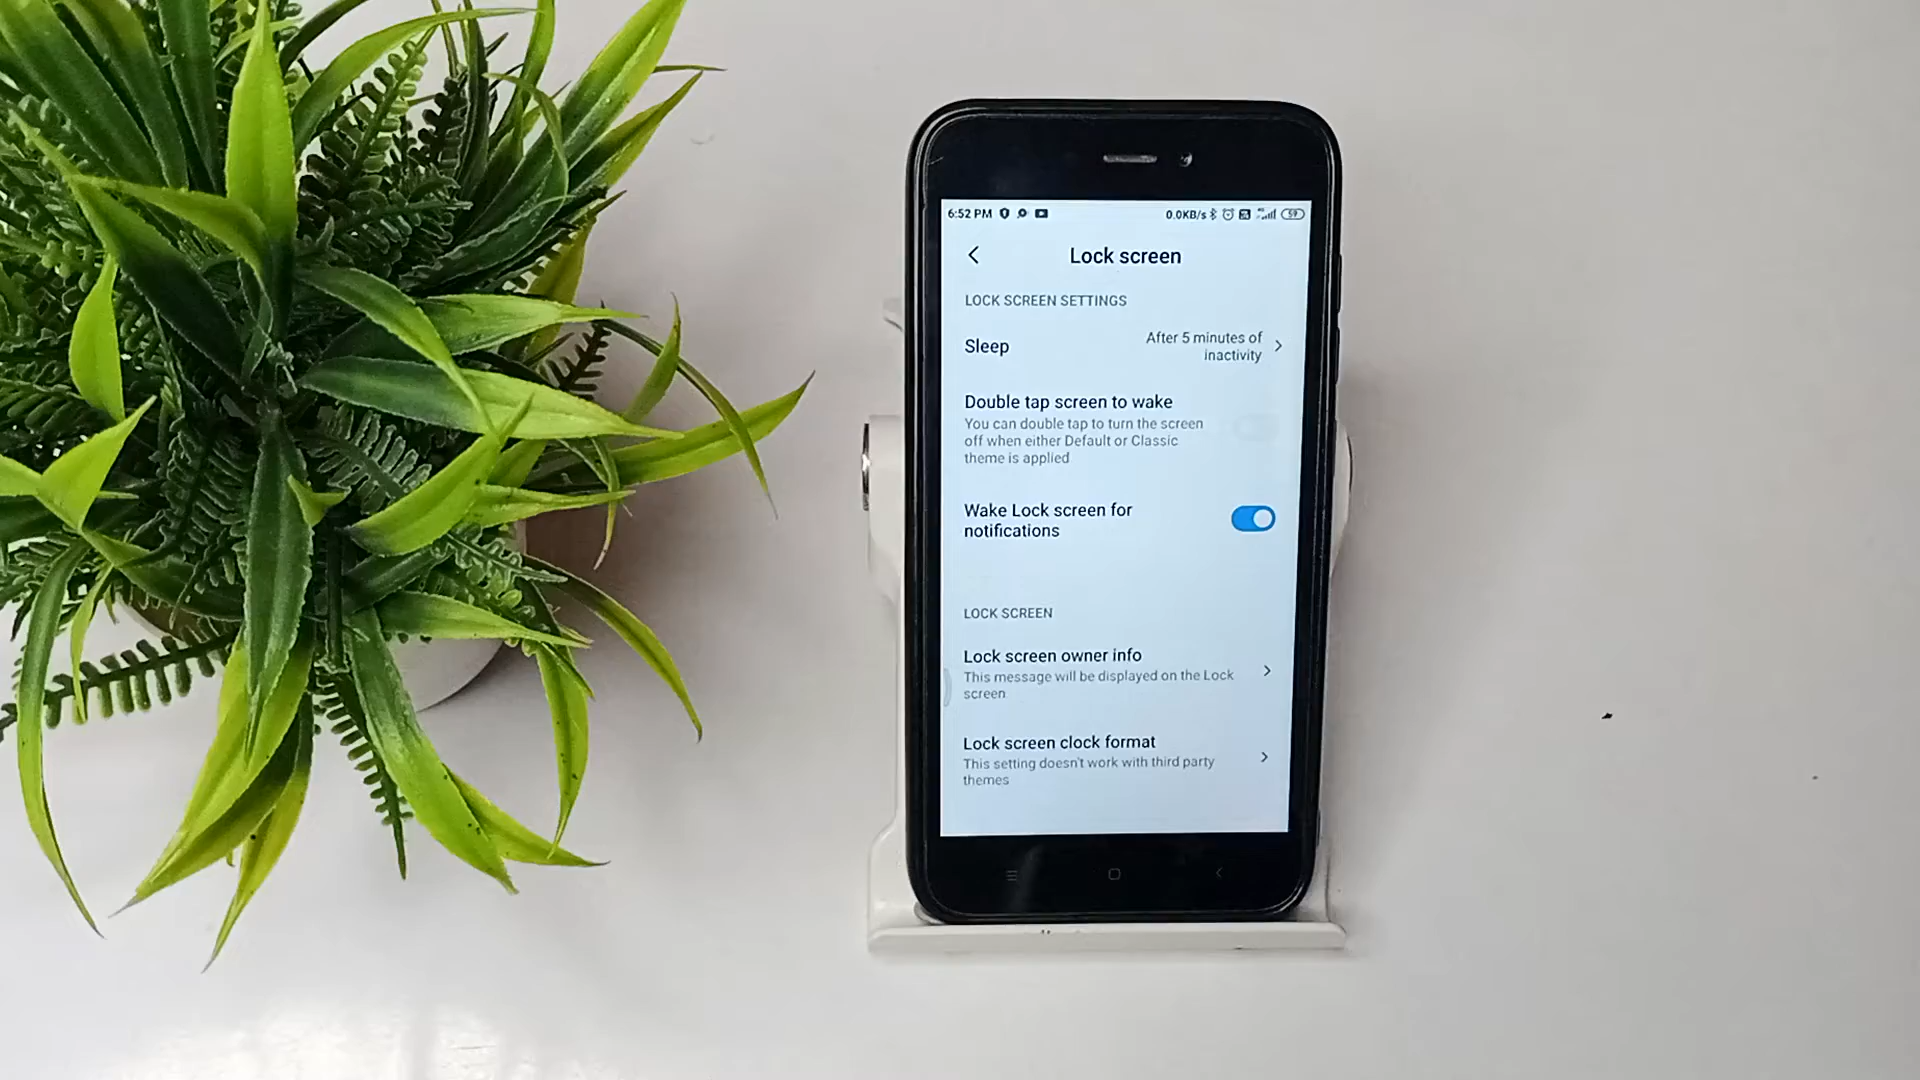 6:52 PM 0.0KB/s 59
Lock screen
LOCK SCREEN SETTINGS
Sleep
After 5 minutes of
inactivity
Double tap screen to wake
You can double tap to turn the screen
off when either Default or Classic
theme is applied
Wake Lock screen for
notifications
LOCK SCREEN
Lock screen owner info
This message will be displayed on the Lock
screen
Lock screen clock format
This setting doesn't work with third party
themes